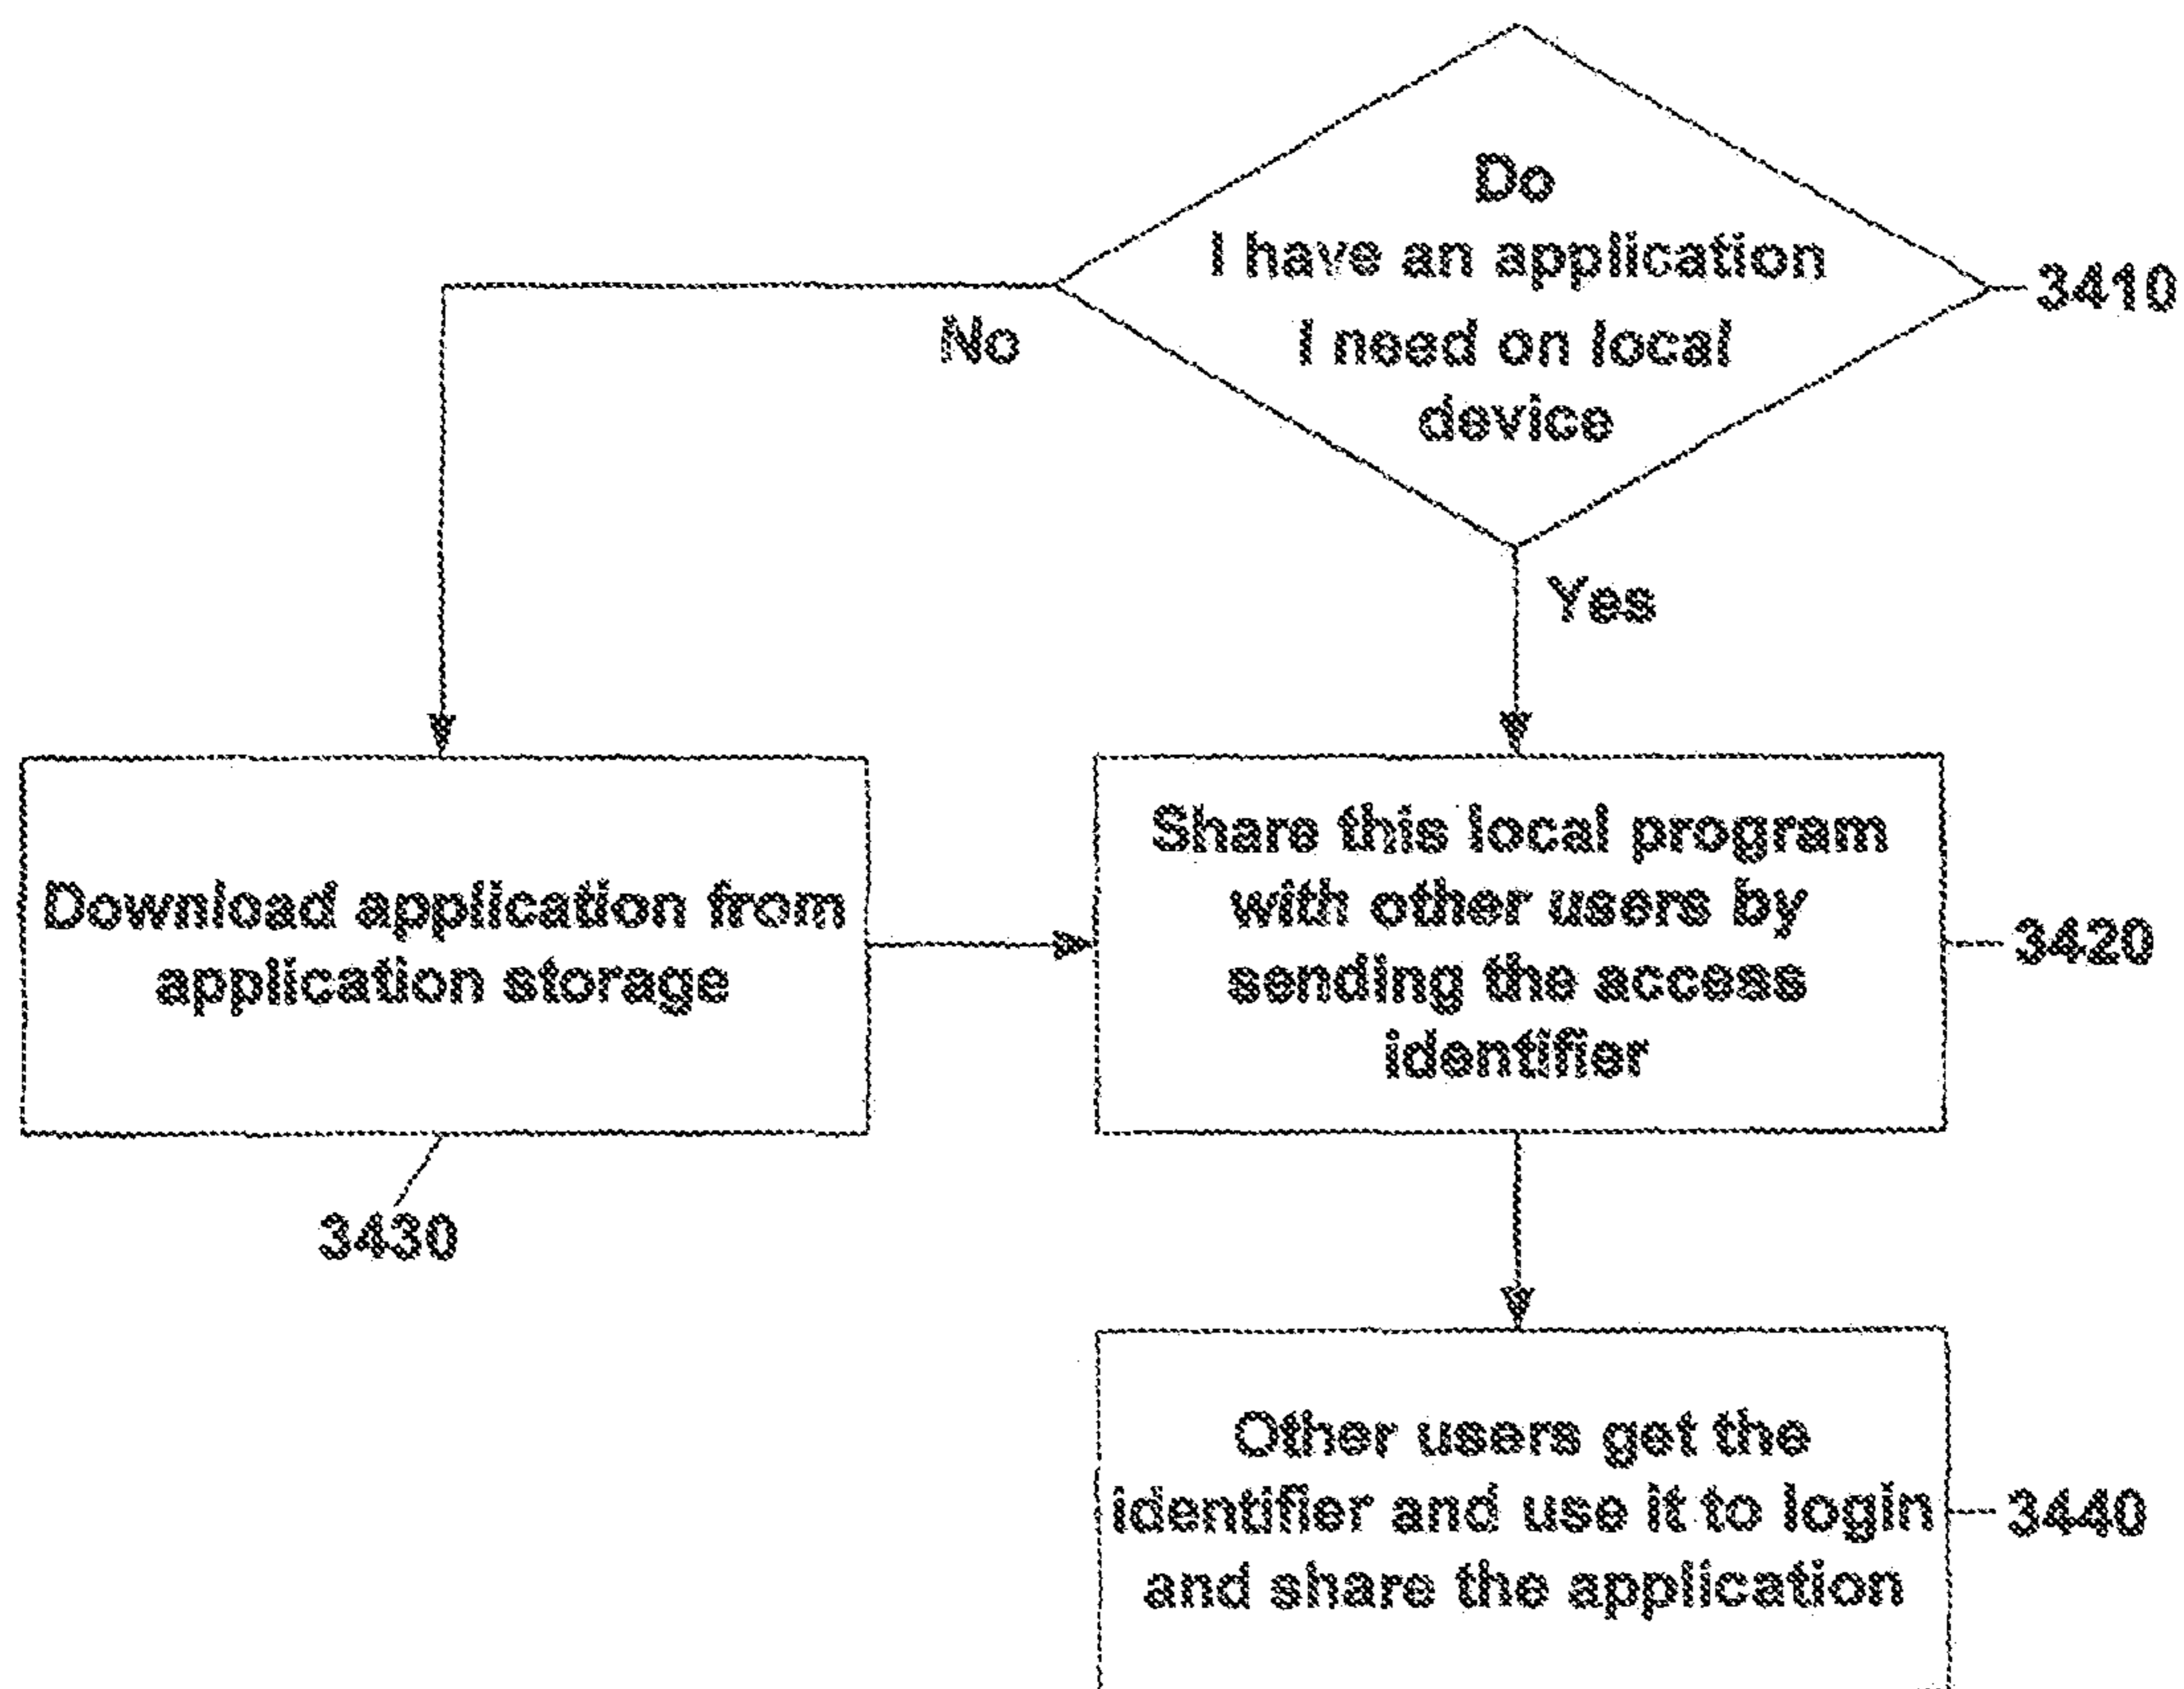 Do
I have an application
I need on local
device
3410
No
Yes
Download application from
application storage
3430
Share this local program
with other users by
sending the access
identifier
3420
Other users get the
identifier and use it to login
and share the application
3440